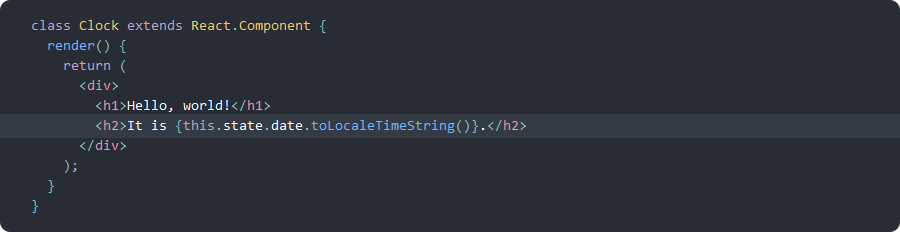 class Clock extends React.Component {
  render() {
    return (
      <div>
        <h1>Hello, world!</h1>
        <h2>It is {this.state.date.toLocaleTimeString()}.</h2>
      </div>
    );
  }
}